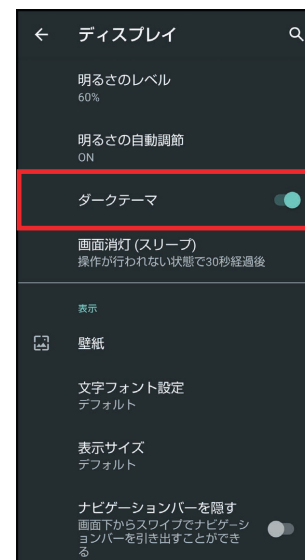 ディスプレイ
明るさのレベル
60%
明るさの自動調節
ON
ダークテーマ
画面消灯 (スリープ)
操作が行われない状態で30秒経過後
表示
壁紙
文字フォント設定
デフォルト
表示サイズ
デフォルト
ナビゲーションバーを隠す
画面下からスワイプでナビゲーシ
ョンバーを引き出すことができ
る